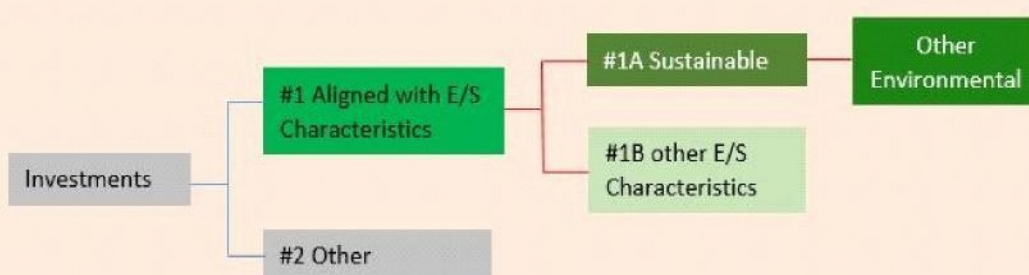 Investments
#1 Aligned with E/S
Characteristics
#2 Other
#1A Sustainable
#1B other E/S
Characteristics
Other
Environmental